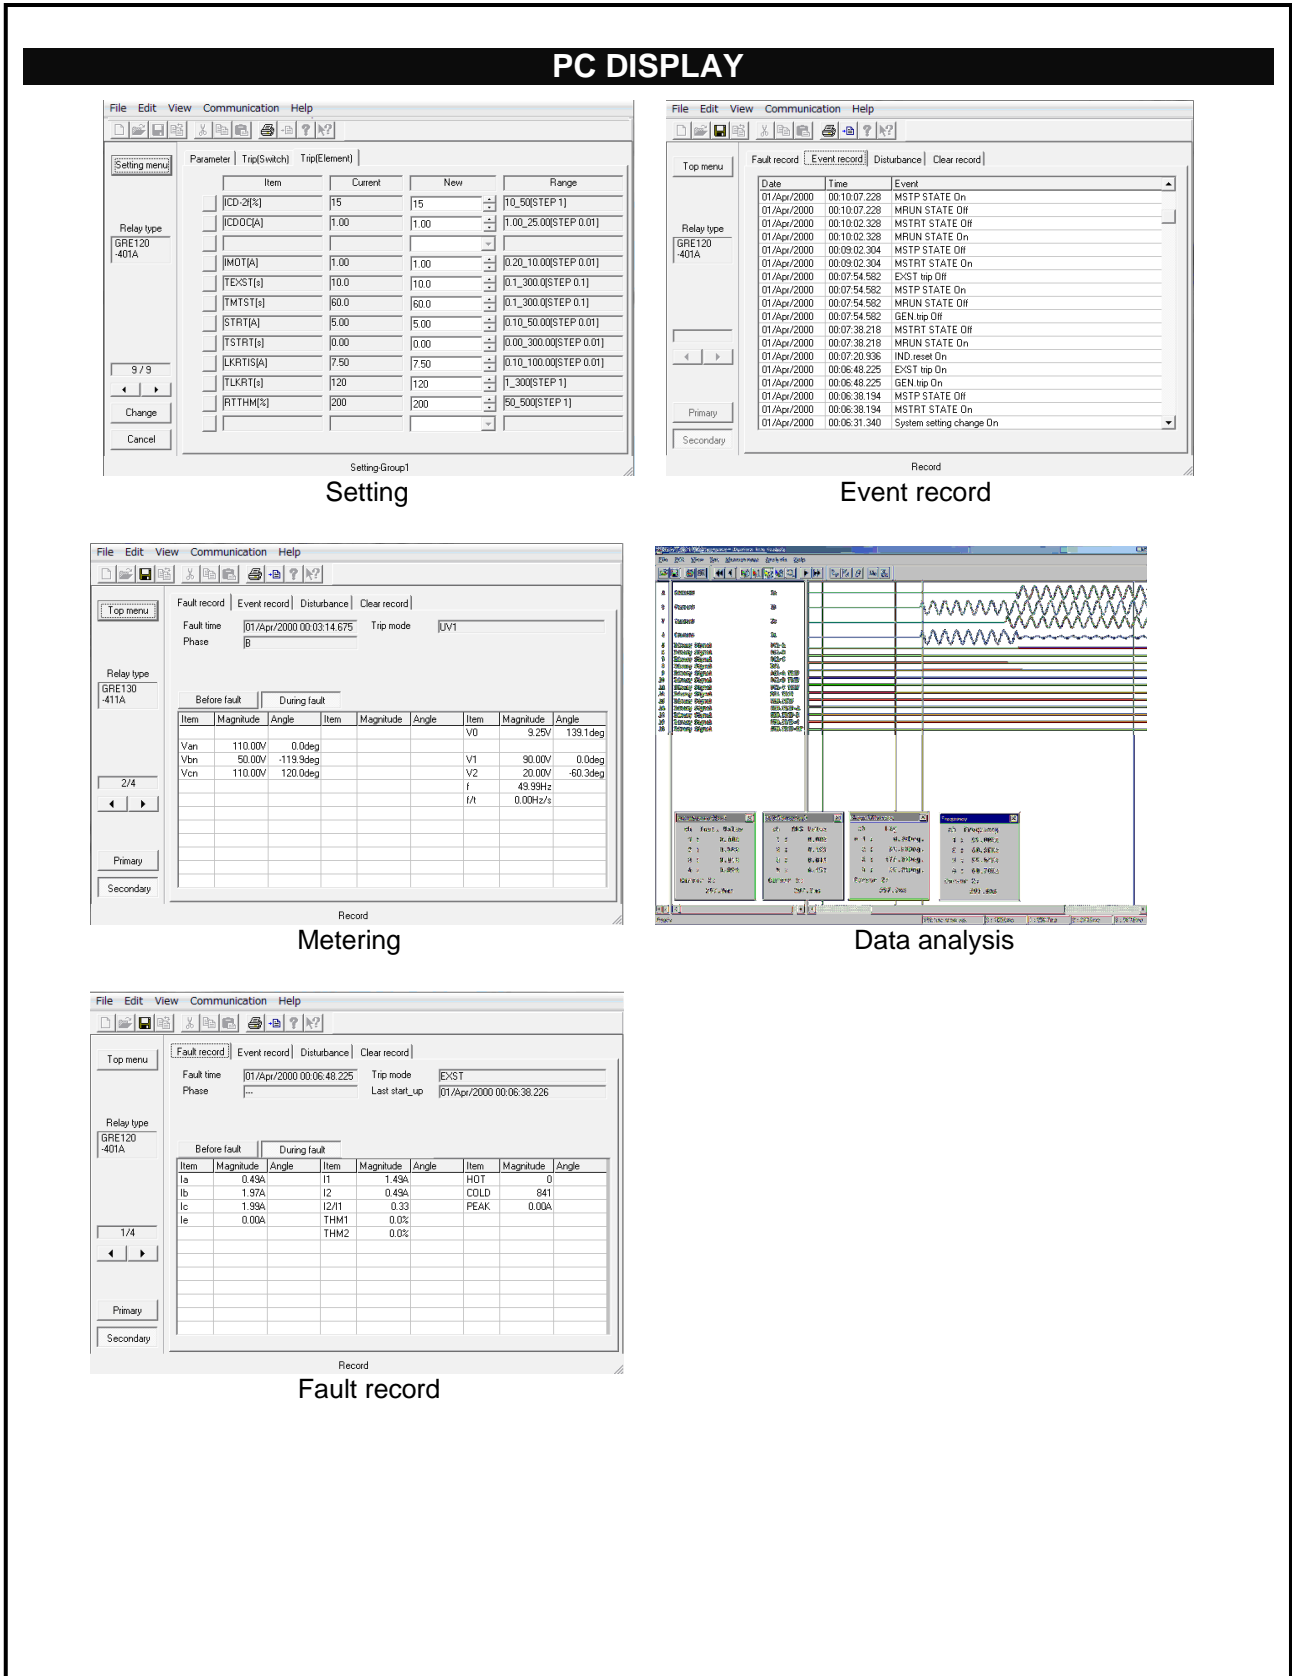 PC DISPLAY
File Edit View Communication Help
Setting menu
Parameter Trip(Switch) Trip(Element)
Item Current New Range
ICD-2f[%] 15 15 10_50[STEP 1]
ICDOC[A] 1.00 1.00 1.00_25.00[STEP 0.01]
IMOT[A] 1.00 1.00 0.20_10.00[STEP 0.01]
TEXST[s] 10.0 10.0 0.1_300.0[STEP 0.1]
TMTST[s] 60.0 60.0 0.1_300.0[STEP 0.1]
STRT[A] 5.00 5.00 0.10_50.00[STEP 0.01]
TSTRT[s] 0.00 0.00 0.00_300.00[STEP 0.01]
LKRTIS[A] 7.50 7.50 0.10_100.00[STEP 0.01]
TLKRT[s] 120 120 1_300[STEP 1]
RTTHM[%] 200 200 50_500[STEP 1]
Relay type
GRE120
-401A
9 / 9
Change
Cancel
Setting-Group1
Setting
File Edit View Communication Help
Top menu
Fault record Event record Disturbance Clear record
Date Time Event
01/Apr/2000 00:10:07.228 MSTP STATE On
01/Apr/2000 00:10:07.228 MRUN STATE Off
01/Apr/2000 00:10:02.328 MSTRT STATE Off
01/Apr/2000 00:10:02.328 MRUN STATE On
01/Apr/2000 00:09:02.304 MSTP STATE Off
01/Apr/2000 00:09:02.304 MSTRT STATE On
01/Apr/2000 00:07:54.582 EXST trip Off
01/Apr/2000 00:07:54.582 MSTP STATE On
01/Apr/2000 00:07:54.582 MRUN STATE Off
01/Apr/2000 00:07:54.582 GEN.trip Off
01/Apr/2000 00:07:38.218 MSTRT STATE Off
01/Apr/2000 00:07:38.218 MRUN STATE On
01/Apr/2000 00:07:20.936 IND.reset On
01/Apr/2000 00:06:48.225 EXST trip On
01/Apr/2000 00:06:48.225 GEN.trip On
01/Apr/2000 00:06:38.194 MSTP STATE Off
01/Apr/2000 00:06:38.194 MSTRT STATE On
01/Apr/2000 00:06:31.340 System setting change On
Relay type
GRE120
-401A
Primary
Secondary
Record
Event record
File Edit View Communication Help
Top menu
Fault record Event record Disturbance Clear record
Fault time 01/Apr/2000 00:03:14.675 Trip mode UV1
Phase B
Relay type
GRE130
-411A
Before fault During fault
Item Magnitude Angle Item Magnitude Angle Item Magnitude Angle
V0 9.25V 139.1deg
Van 110.00V 0.0deg
Vbn 50.00V -119.9deg V1 90.00V 0.0deg
Vcn 110.00V 120.0deg V2 20.00V -60.3deg
f 49.99Hz
f/t 0.00Hz/s
2/4
Primary
Secondary
Record
Metering
Data analysis
File Edit View Communication Help
Top menu
Fault record Event record Disturbance Clear record
Fault time 01/Apr/2000 00:06:48.225 Trip mode EXST
Phase --- Last start_up 01/Apr/2000 00:06:38.226
Relay type
GRE120
-401A
Before fault During fault
Item Magnitude Angle Item Magnitude Angle Item Magnitude Angle
Ia 0.49A I1 1.49A HOT 0
Ib 1.97A I2 0.49A COLD 841
Ic 1.99A I2/I1 0.33 PEAK 0.00A
Ie 0.00A THM1 0.0%
THM2 0.0%
1/4
Primary
Secondary
Record
Fault record